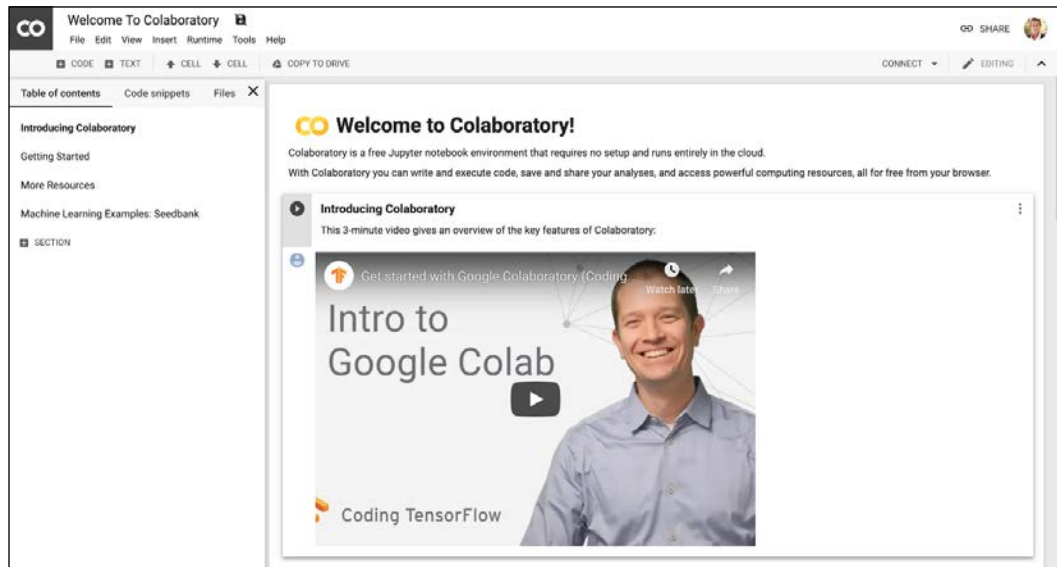 CO Welcome To Colaboratory
File Edit View Insert Runtime Tools Help
SHARE
CODE TEXT CELL CELL COPY TO DRIVE
CONNECT EDITING
Table of contents Code snippets Files X
Introducing Colaboratory
Getting Started
More Resources
Machine Learning Examples: Seedbank
SECTION
CO Welcome to Colaboratory!
Colaboratory is a free Jupyter notebook environment that requires no setup and runs entirely in the cloud.
With Colaboratory you can write and execute code, save and share your analyses, and access powerful computing resources, all for free from your browser.
Introducing Colaboratory
This 3-minute video gives an overview of the key features of Colaboratory:
Get started with Google Colaboratory (Coding ...
Watch later Share
Intro to
Google Colab
Coding TensorFlow